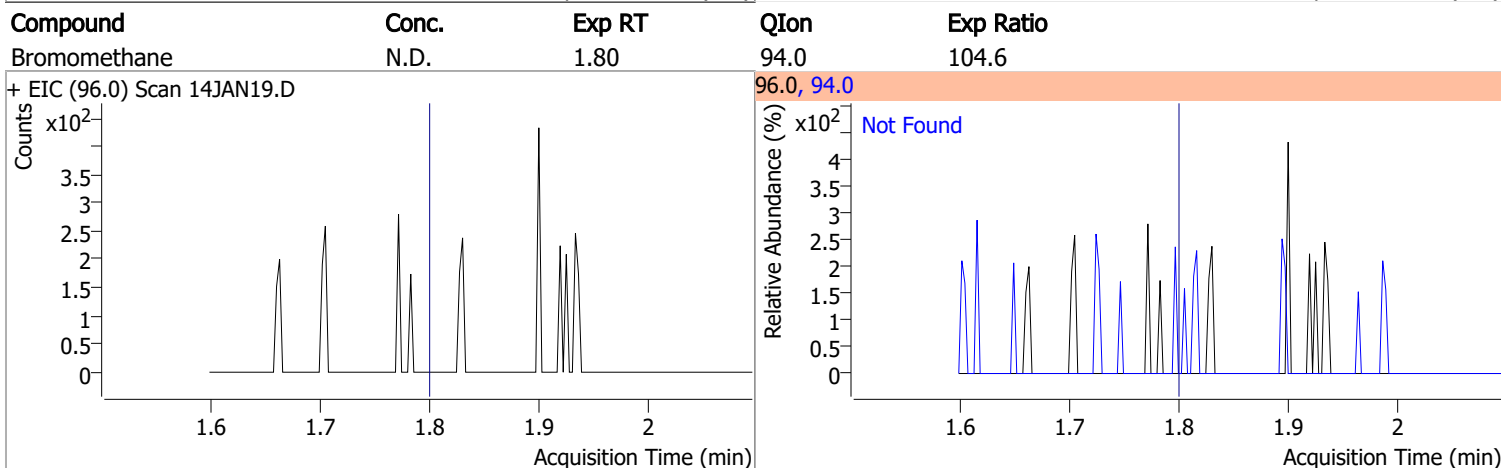 Compound Conc. Exp RT QIon Exp Ratio
Bromomethane N.D. 1.80 94.0 104.6
+ EIC (96.0) Scan 14JAN19.D
Counts
x10²
3.5
3
2.5
2
1.5
1
0.5
0
1.6 1.7 1.8 1.9 2
Acquisition Time (min)
96.0, 94.0
Relative Abundance (%)
x10²
Not Found
4
3.5
3
2.5
2
1.5
1
0.5
0
1.6 1.7 1.8 1.9 2
Acquisition Time (min)